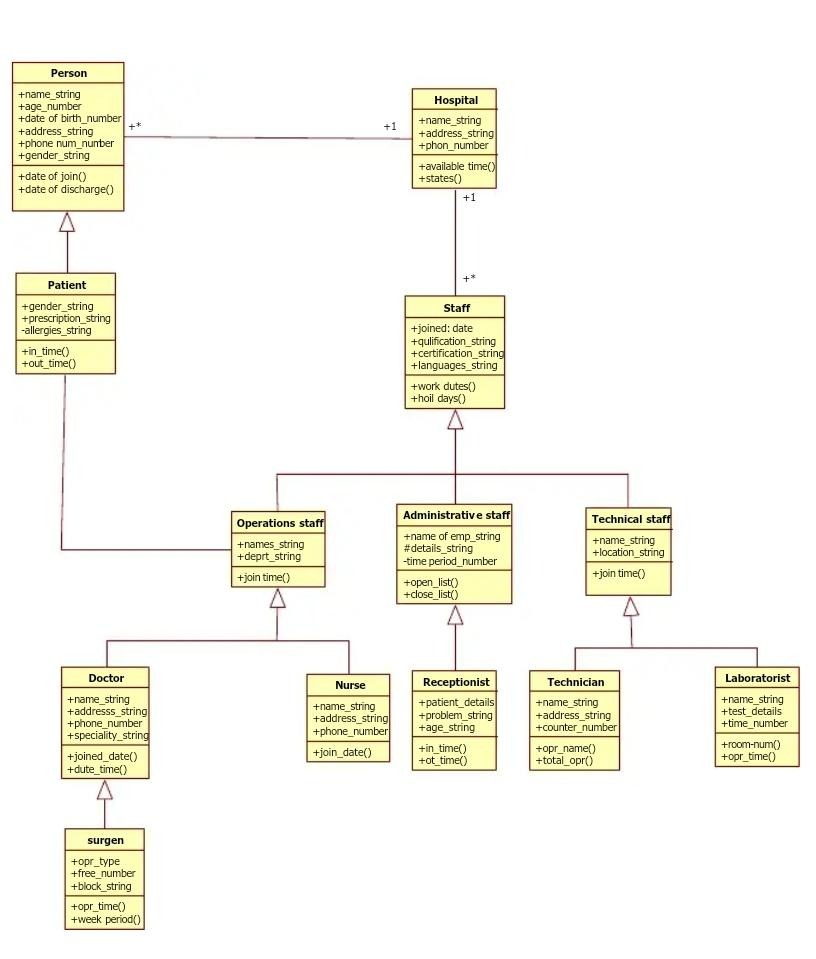 Person
+name_string
+age_number
+date of birth_number
+address_string
+phone num_number
+gender_string
+date of join()
+date of discharge()
+*
+1
Hospital
+name_string
+address_string
+phon_number
+available time()
+states()
+1
+*
Patient
+gender_string
+prescription_string
-allergies_string
+in_time()
+out_time()
Staff
+joined: date
+qulification_string
+certification_string
+languages_string
+work dutes()
+hoil days()
Operations staff
+names_string
+deprt_string
+join time()
Administrative staff
+name of emp_string
#details_string
-time period_number
+open_list()
+close_list()
Technical staff
+name_string
+location_string
+join time()
Doctor
+name_string
+addresss_string
+phone_number
+speciality_string
+joined_date()
+dute_time()
Nurse
+name_string
+address_string
+phone_number
+join_date()
Receptionist
+patient_details
+problem_string
+age_string
+in_time()
+ot_time()
Technician
+name_string
+address_string
+counter_number
+opr_name()
+total_opr()
Laboratorist
+name_string
+test_details
+time_number
+room-num()
+opr_time()
surgen
+opr_type
+free_number
+block_string
+opr_time()
+week period()